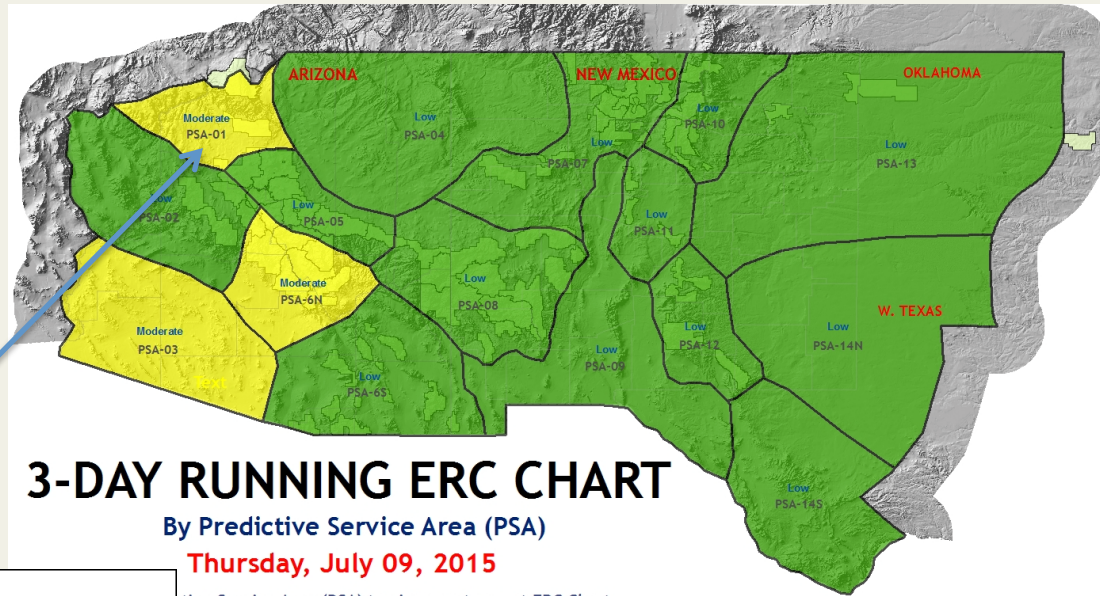 ARIZONA
NEW MEXICO
OKLAHOMA
Moderate
PSA-01
Low
PSA-04
Low
PSA-10
Low
PSA-07
Low
PSA-13
Low
PSA-02
Low
PSA-05
Low
PSA-11
Moderate
PSA-6N
Low
PSA-08
W. TEXAS
Moderate
PSA-03
Text
Low
PSA-6S
Low
PSA-09
Low
PSA-12
Low
PSA-14N
Low
PSA-14S
3-DAY RUNNING ERC CHART
By Predictive Service Area (PSA)
Thursday, July 09, 2015